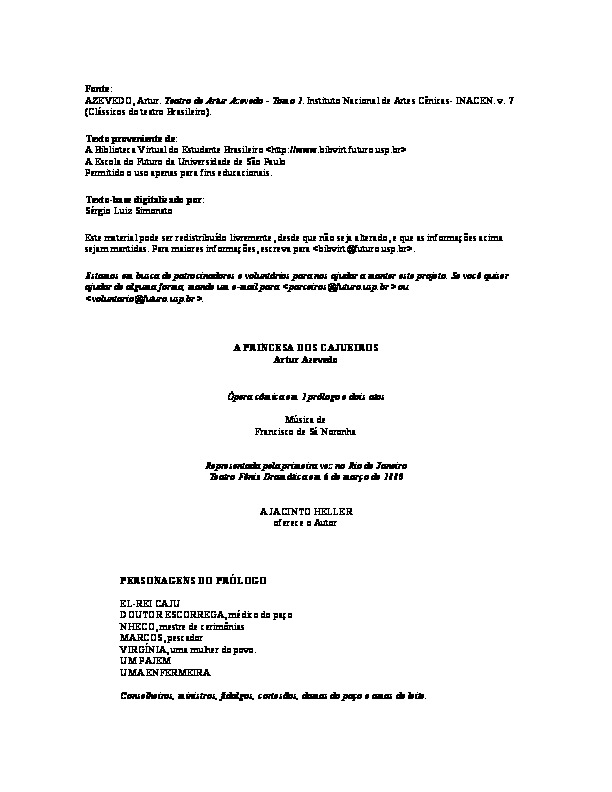 Fonte:
AZEVEDO, Artur. Teatro de Artur Azevedo - Tomo 1. Instituto Nacional de Artes Cênicas- INACEN. v. 7
(Clássicos do teatro Brasileiro).
Texto proveniente de:
A Biblioteca Virtual do Estudante Brasileiro <http://www.bibvirt.futuro.usp.br>
A Escola do Futuro da Universidade de São Paulo
Permitido o uso apenas para fins educacionais.
Texto-base digitalizado por:
Sérgio Luiz Simonato
Este material pode ser redistribuído livremente, desde que não seja alterado, e que as informações acima
sejam mantidas. Para maiores informações, escreva para <bibvirt@futuro.usp.br>.
Estamos em busca de patrocinadores e voluntários para nos ajudar a manter este projeto. Se você quiser
ajudar de alguma forma, mande um e-mail para <parceiros@futuro.usp.br> ou
<voluntario@futuro.usp.br>.
A PRINCESA DOS CAJUEIROS
Artur Azevedo
Ópera cômica em 1 prólogo e dois atos
Música de
Francisco de Sá Noronha
Representada pela primeira vez no Rio de Janeiro
Teatro Fênix Dramática em 6 de março de 1880
A JACINTO HELLER
oferece o Autor
PERSONAGENS DO PRÓLOGO
EL-REI CAJU
DOUTOR ESCORREGA, médico do paço
NHECO, mestre de cerimônias
MARCOS, pescador
VIRGÍNIA, uma mulher do povo.
UM PAJEM
UMA ENFERMEIRA
Conselheiros, ministros, fidalgos, cortesãos, damas do paço e amas de leite.